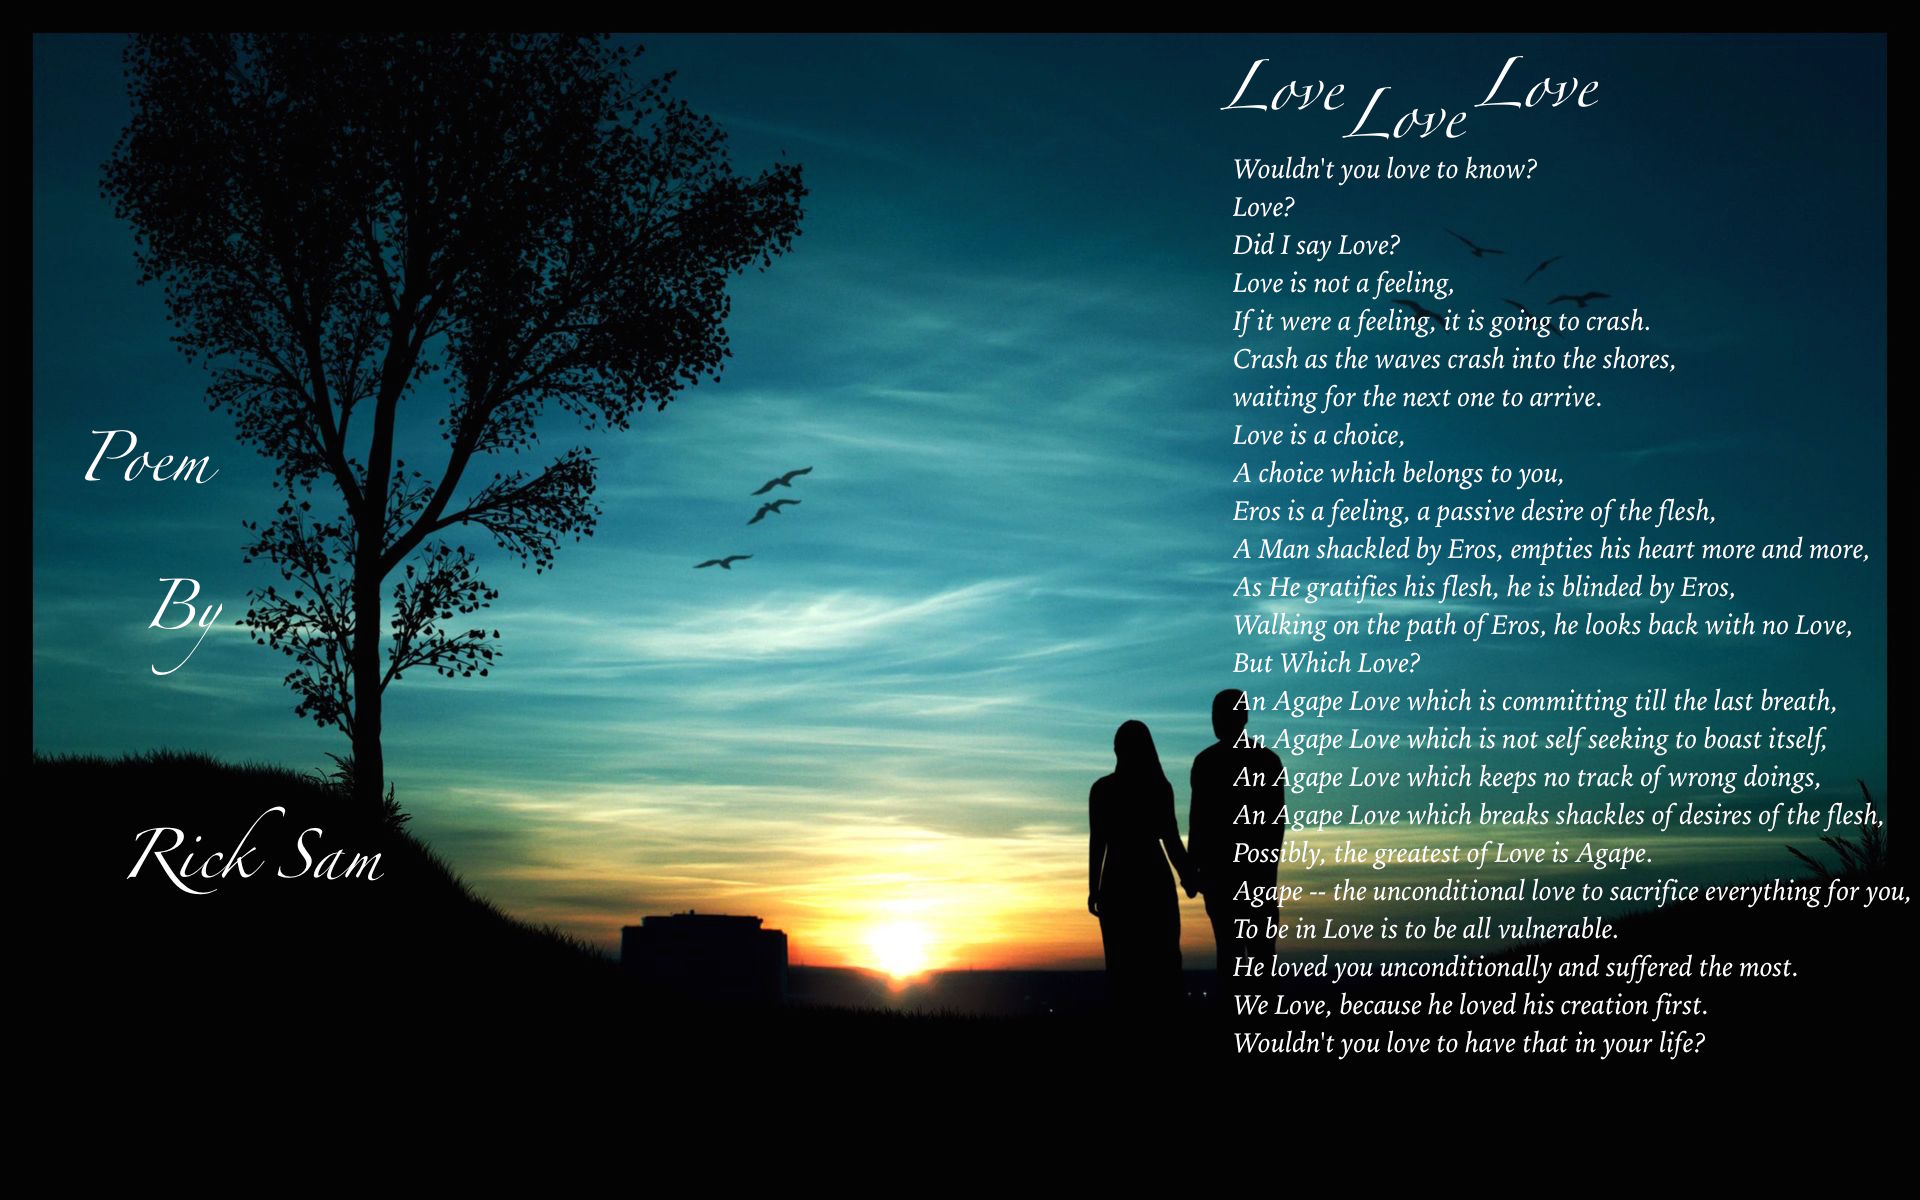 Love Love Love
Wouldn't you love to know?
Love?
Did I say Love?
Love is not a feeling,
If it were a feeling, it is going to crash.
Crash as the waves crash into the shores,
waiting for the next one to arrive.
Love is a choice,
A choice which belongs to you,
Eros is a feeling, a passive desire of the flesh,
A Man shackled by Eros, empties his heart more and more,
As He gratifies his flesh, he is blinded by Eros,
Walking on the path of Eros, he looks back with no Love,
But Which Love?
An Agape Love which is committing till the last breath,
An Agape Love which is not self seeking to boast itself,
An Agape Love which keeps no track of wrong doings,
An Agape Love which breaks shackles of desires of the flesh,
Possibly, the greatest of Love is Agape.
Agape -- the unconditional love to sacrifice everything for you,
To be in Love is to be all vulnerable.
He loved you unconditionally and suffered the most.
We Love, because he loved his creation first.
Wouldn't you love to have that in your life?
Poem
By
Rick Sam